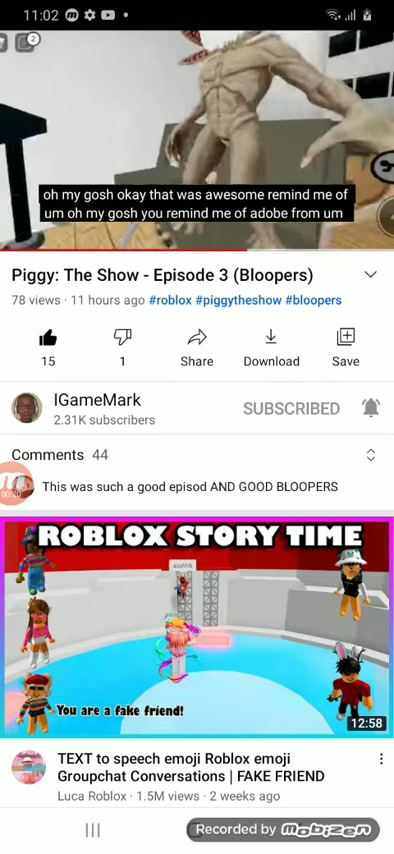 11:02
2
oh my gosh okay that was awesome remind me of
um oh my gosh you remind me of adobe from um
Piggy: The Show - Episode 3 (Bloopers)
78 views · 11 hours ago #roblox #piggytheshow #bloopers
15
1
Share
Download
Save
IGameMark
2.31K subscribers
SUBSCRIBED
Comments 44
00:20
This was such a good episod AND GOOD BLOOPERS
ROBLOX STORY TIME
You are a fake friend!
12:58
TEXT to speech emoji Roblox emoji
Groupchat Conversations | FAKE FRIEND
Luca Roblox · 1.5M views · 2 weeks ago
Recorded by mobizen